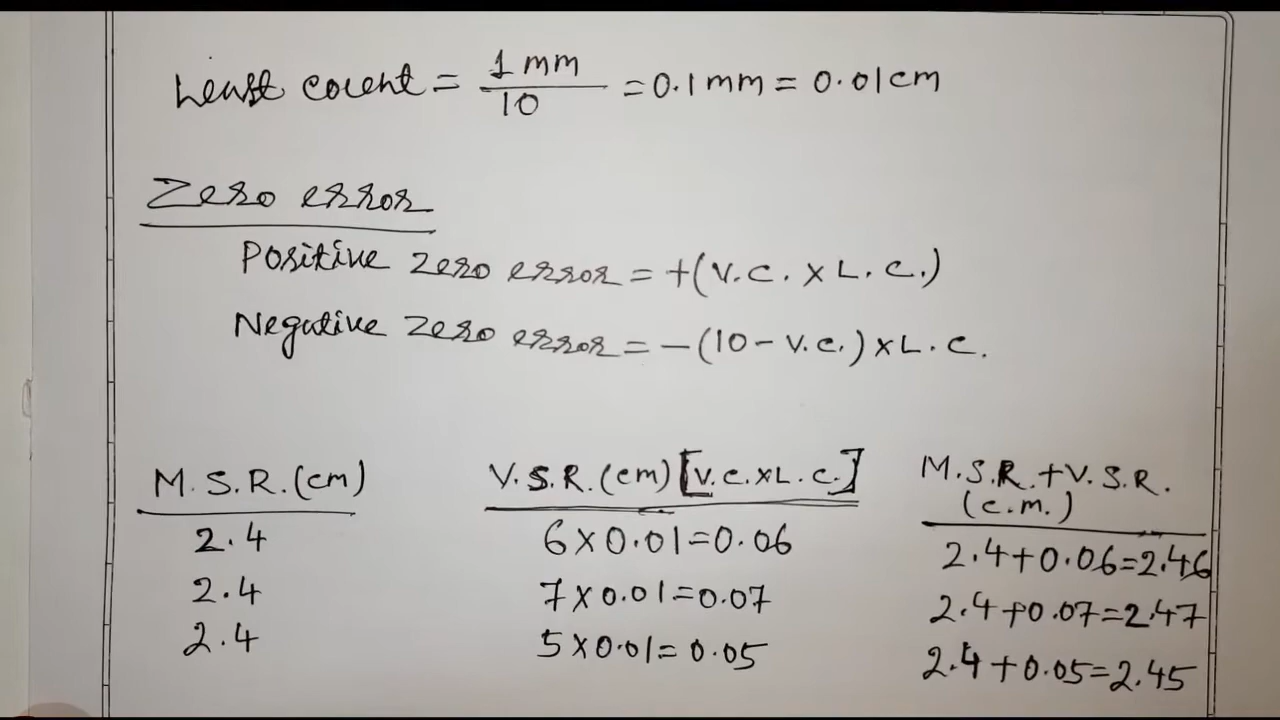 Least count = 1 mm / 10 = 0.1 mm = 0.01 cm
Zero error
Positive zero error = +(V.C. × L.C.)
Negative zero error = -(10 - V.C.) × L.C.
M.S.R. (cm) V.S.R. (cm) [V.C. × L.C.] M.S.R. + V.S.R. (c.m.)
2.4 6 × 0.01 = 0.06 2.4 + 0.06 = 2.46
2.4 7 × 0.01 = 0.07 2.4 + 0.07 = 2.47
2.4 5 × 0.01 = 0.05 2.4 + 0.05 = 2.45